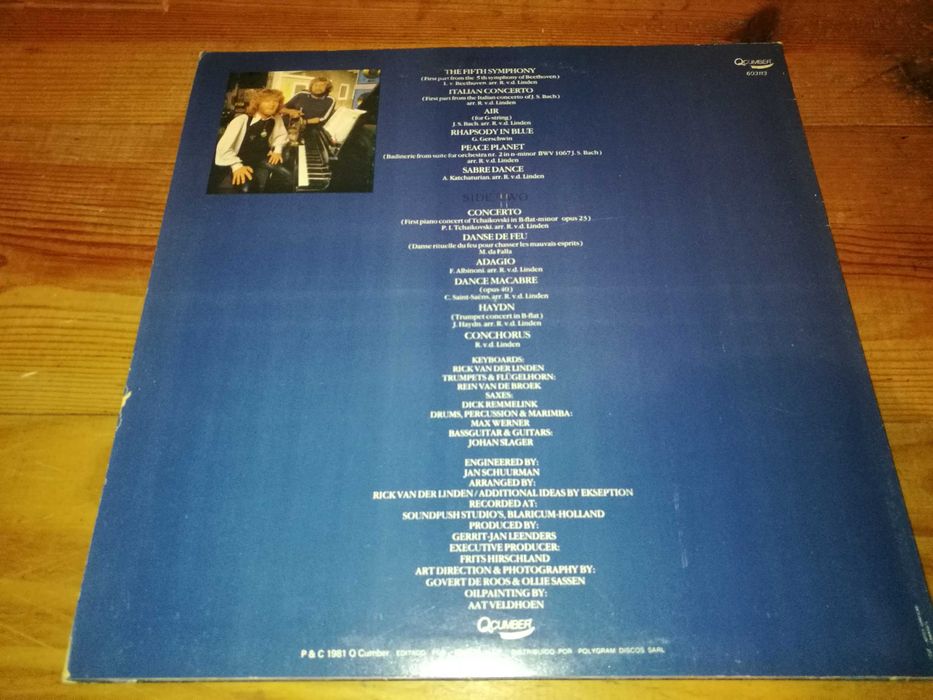 QCUMBER
603113
THE FIFTH SYMPHONY
(First part from the 5th symphony of Beethoven)
L. v. Beethoven. arr. R. v.d. Linden
ITALIAN CONCERTO
(First part from the Italian concerto of J. S. Bach.)
arr. R. v.d. Linden
AIR
(for G-string)
J. S. Bach. arr. R. v.d. Linden
RHAPSODY IN BLUE
G. Gerschwin
PEACE PLANET
(Badinerie from suite for orchestra nr. 2 in n-minor BWV 1067 J. S. Bach)
arr. R. v.d. Linden
SABRE DANCE
A. Katchaturian. arr. R. v.d. Linden
SIDE TWO
CONCERTO
(First piano concert of Tchaikovski in B-flat-minor opus 23)
P. I. Tchaikovski. arr. R. v.d. Linden
DANSE DE FEU
(Danse rituelle du feu pour chasser les mauvais esprits)
M. da Falla
ADAGIO
F. Albinoni. arr. R. v.d. Linden
DANCE MACABRE
(opus 40)
C. Saint-Saëns. arr. R. v.d. Linden
HAYDN
(Trumpet concert in B-flat)
J. Haydn. arr. R. v.d. Linden
CONCHORUS
R. v.d. Linden
KEYBOARDS:
RICK VAN DER LINDEN
TRUMPETS & FLÜGELHORN:
REIN VAN DE BROEK
SAXES:
DICK REMMELINK
DRUMS, PERCUSSION & MARIMBA:
MAX WERNER
BASSGUITAR & GUITARS:
JOHAN SLAGER
ENGINEERED BY:
JAN SCHUURMAN
ARRANGED BY:
RICK VAN DER LINDEN / ADDITIONAL IDEAS BY EKSEPTION
RECORDED AT:
SOUNDPUSH STUDIO'S, BLARICUM-HOLLAND
PRODUCED BY:
GERRIT-JAN LEENDERS
EXECUTIVE PRODUCER:
FRITS HIRSCHLAND
ART DIRECTION & PHOTOGRAPHY BY:
GOVERT DE ROOS & OLLIE SASSEN
OILPAINTING BY:
AAT VELDHOEN
QCUMBER
P & C 1981 Q Cumber EDITADO POR DISTRIBUIDO POR POLYGRAM DISCOS SARL